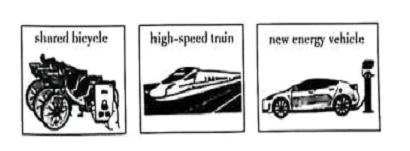 shared bicycle
high-speed train
new energy vehicle